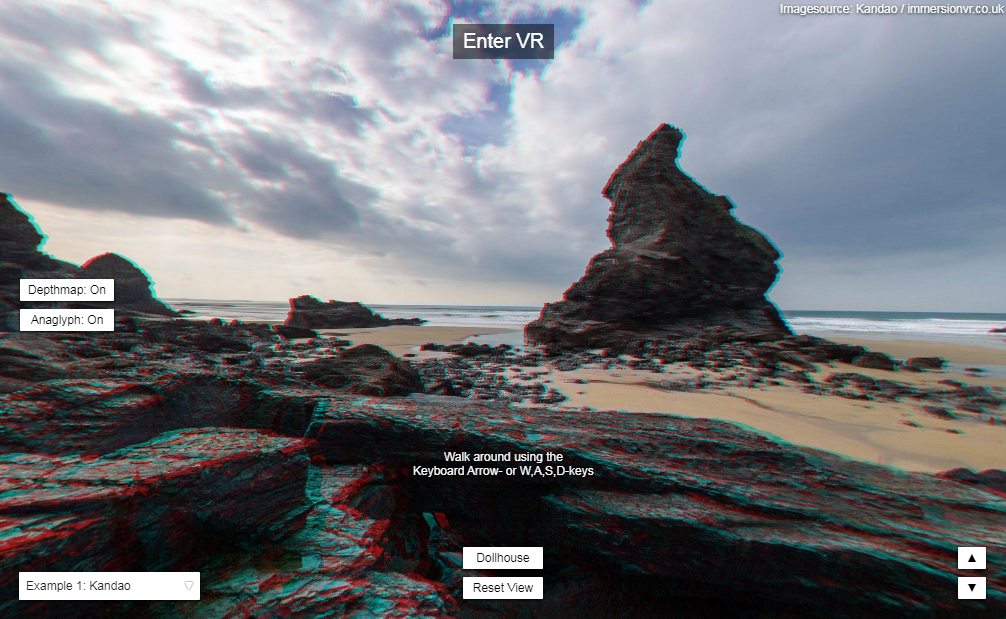 Imagesource: Kandao / immersionvr.co.uk
Enter VR
Depthmap: On
Anaglyph: On
Walk around using the
Keyboard Arrow- or W,A,S,D-keys
Dollhouse
Example 1: Kandao
Reset View